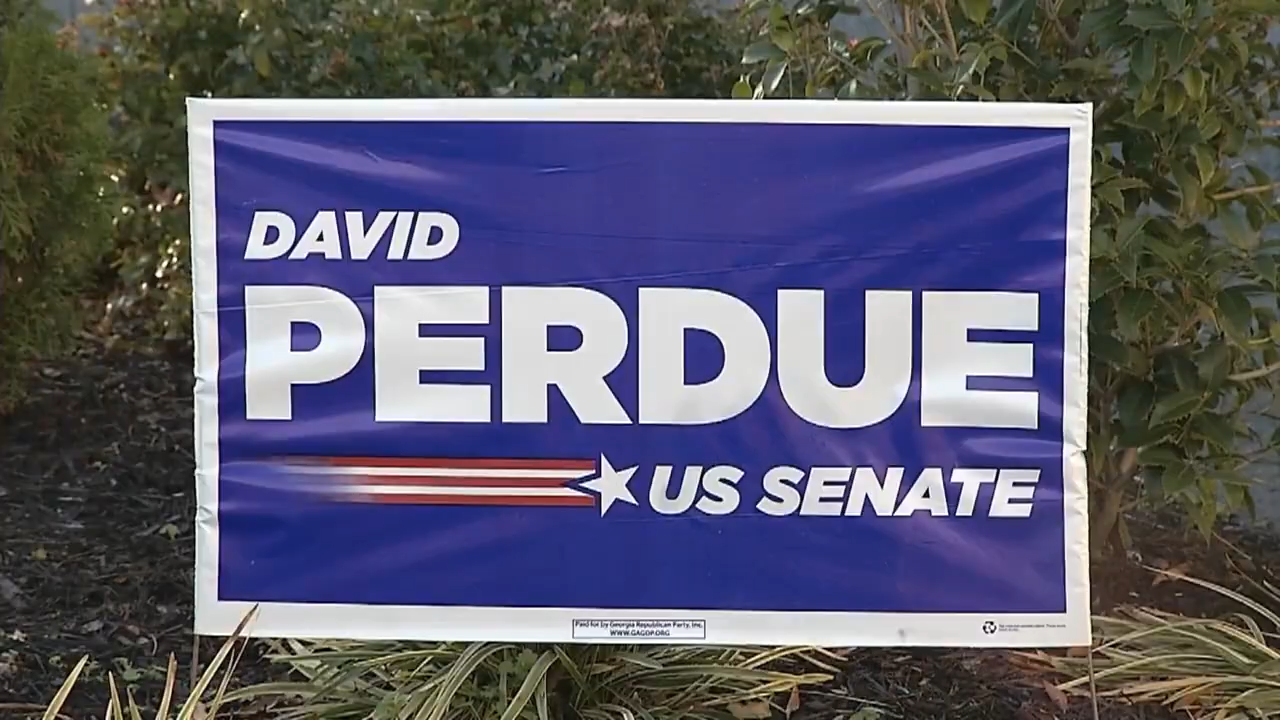 DAVID
PERDUE
US SENATE
Paid for by Georgia Republican Party, Inc.
WWW.GAGOP.ORG